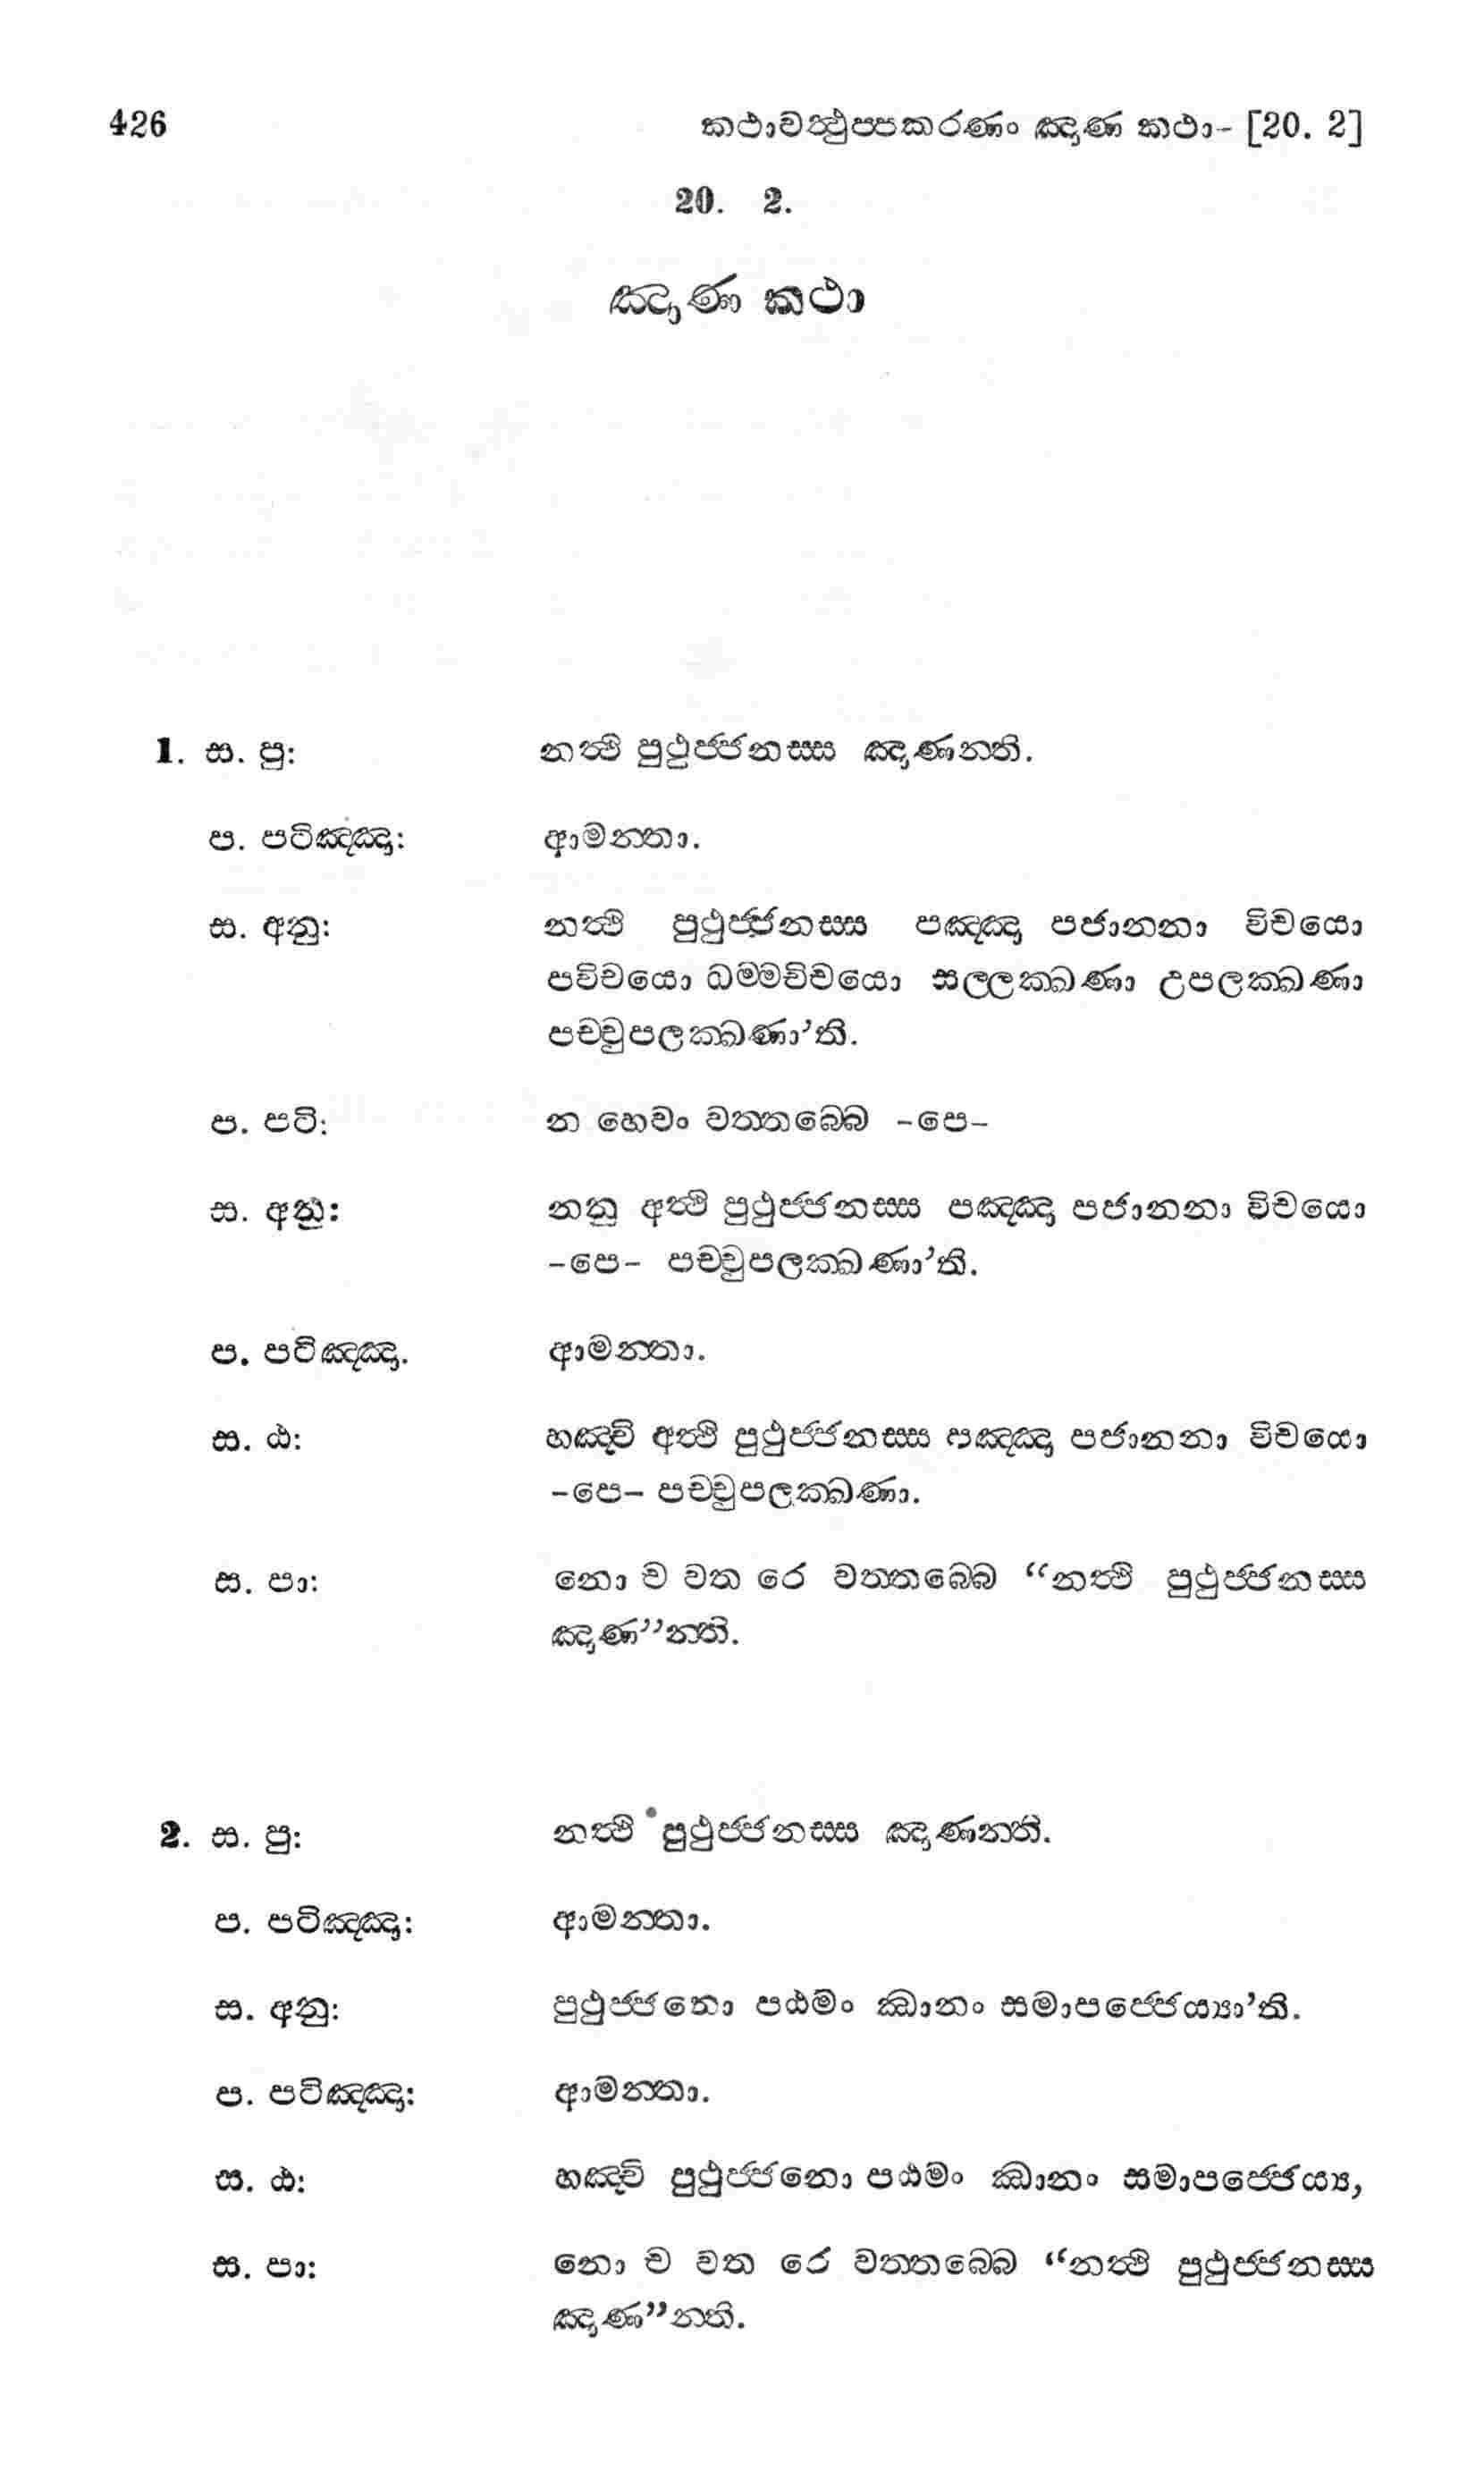 426 කථාවත්‍ථුප්පකරණං ඤාණ කථා- [20. 2]
20. 2.
ඤාණ කථා
1. ස. පු: නත්‍ථි පුථුජ්ජනස්ස ඤාණන්ති.
ප. පටිඤ්ඤා: ආමන්තා.
ස. අනු: නත්‍ථි පුථුජ්ජනස්ස පඤ්ඤා පජානනා විචයො
පවිචයො ධම්මවිචයො සල්ලක්ඛණා උපලක්ඛණා
පච්චුපලක්ඛණා’ති.
ප. පටි: න හෙවං වත්තබ්බෙ -පෙ-
ස. අනු: නනු අත්‍ථි පුථුජ්ජනස්ස පඤ්ඤා පජානනා විචයො
-පෙ- පච්චුපලක්ඛණා’ති.
ප. පටිඤ්ඤා. ආමන්තා.
ස. ඨ: හඤ්චි අත්‍ථි පුථුජ්ජනස්ස පඤ්ඤා පජානනා විචයො
-පෙ- පච්චුපලක්ඛණා.
ස. පා: නො ච වත රෙ වත්තබ්බෙ “නත්‍ථි පුථුජ්ජනස්ස
ඤාණ”න්ති.
2. ස. පු: නත්‍ථි පුථුජ්ජනස්ස ඤාණන්ති.
ප. පටිඤ්ඤා: ආමන්තා.
ස. අනු: පුථුජ්ජනො පඨමං ඣානං සමාපජ්ජෙය්‍යා’ති.
ප. පටිඤ්ඤා: ආමන්තා.
ස. ඨ: හඤ්චි පුථුජ්ජනො පඨමං ඣානං සමාපජ්ජෙය්‍ය,
ස. පා: නො ච වත රෙ වත්තබ්බෙ “නත්‍ථි පුථුජ්ජනස්ස
ඤාණ”න්ති.